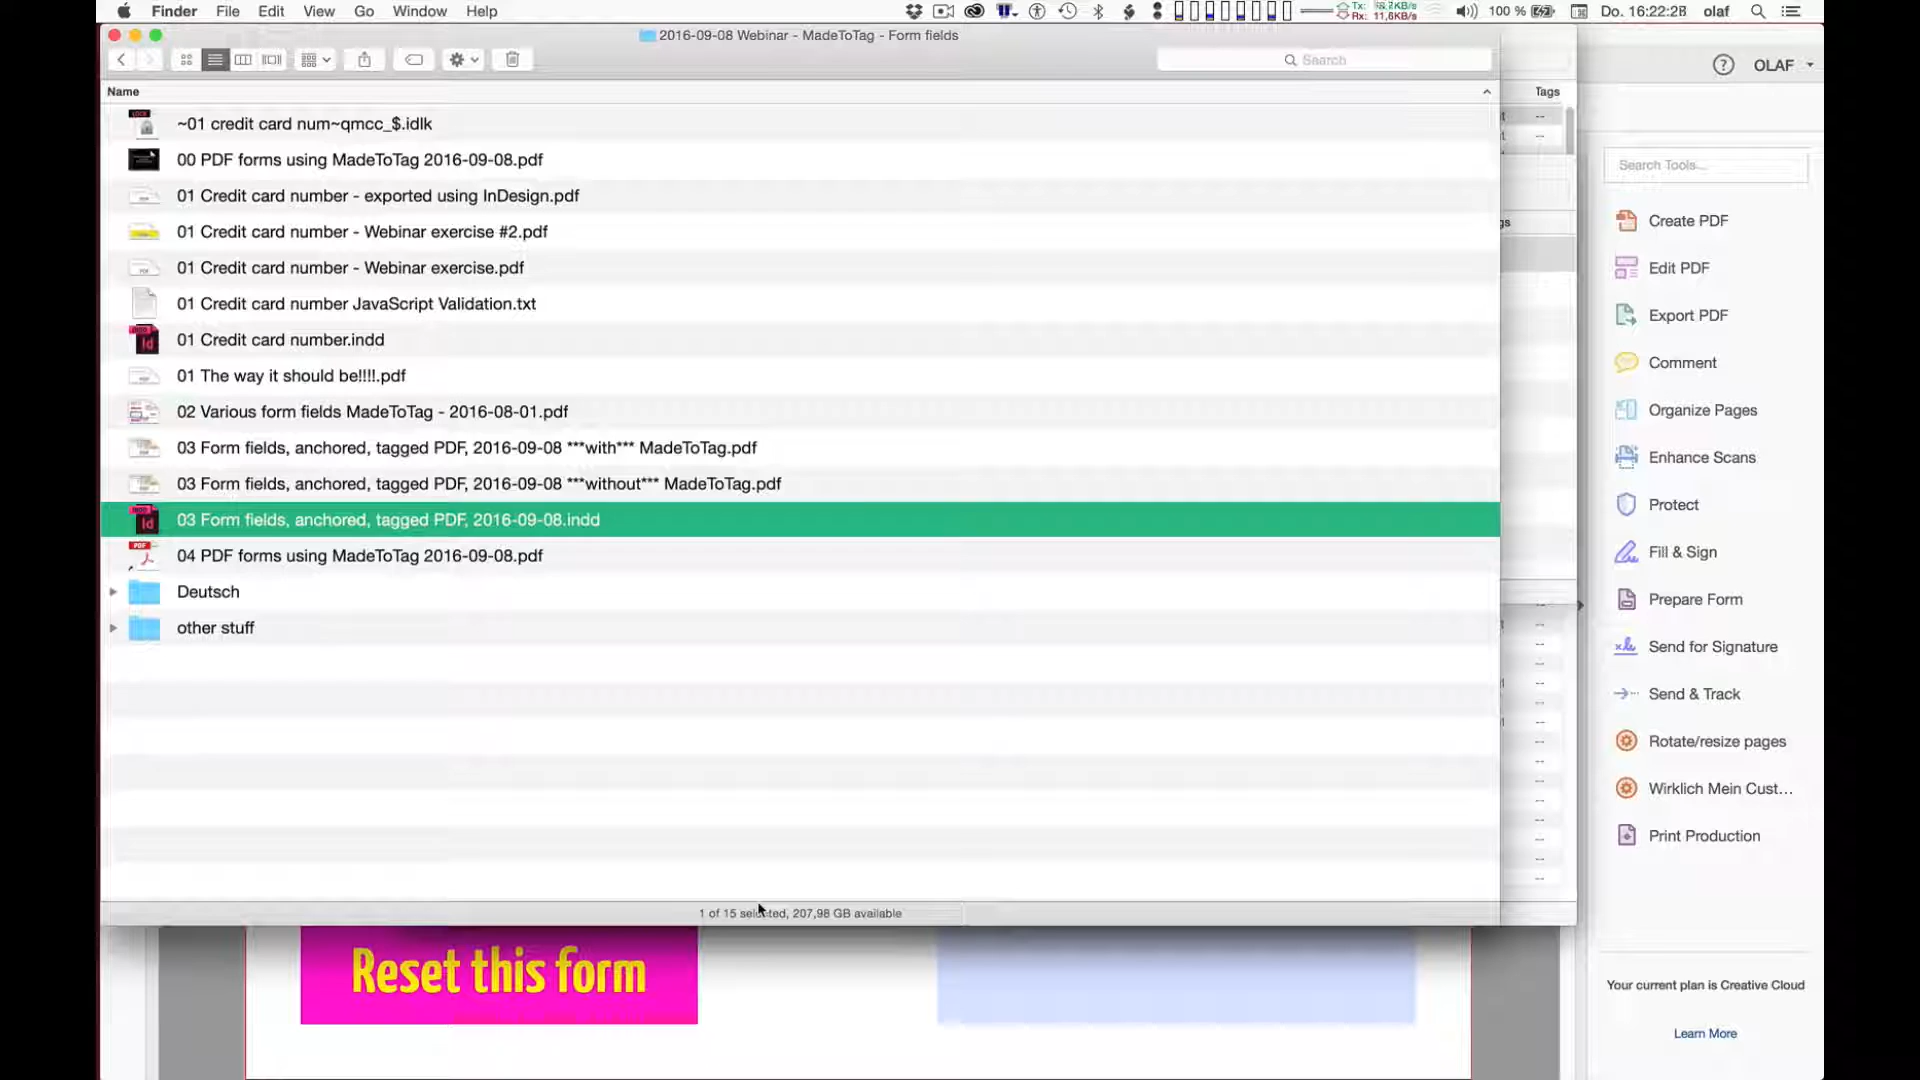 Finder File Edit View Go Window Help
Tx:
Rx: 11,6KB/s
100 % Do. 16:22:28 olaf
2016-09-08 Webinar - MadeToTag - Form fields
Search
OLAF
Name
Tags
~01 credit card num~qmcc_$.idlk
00 PDF forms using MadeToTag 2016-09-08.pdf
01 Credit card number - exported using InDesign.pdf
01 Credit card number - Webinar exercise #2.pdf
01 Credit card number - Webinar exercise.pdf
01 Credit card number JavaScript Validation.txt
01 Credit card number.indd
01 The way it should be!!!!.pdf
02 Various form fields MadeToTag - 2016-08-01.pdf
03 Form fields, anchored, tagged PDF, 2016-09-08 ***with*** MadeToTag.pdf
03 Form fields, anchored, tagged PDF, 2016-09-08 ***without*** MadeToTag.pdf
03 Form fields, anchored, tagged PDF, 2016-09-08.indd
04 PDF forms using MadeToTag 2016-09-08.pdf
Deutsch
other stuff
1 of 15 selected, 207,98 GB available
Reset this form
Search Tools...
Create PDF
Edit PDF
Export PDF
Comment
Organize Pages
Enhance Scans
Protect
Fill & Sign
Prepare Form
Send for Signature
Send & Track
Rotate/resize pages
Wirklich Mein Cust...
Print Production
Your current plan is Creative Cloud
Learn More